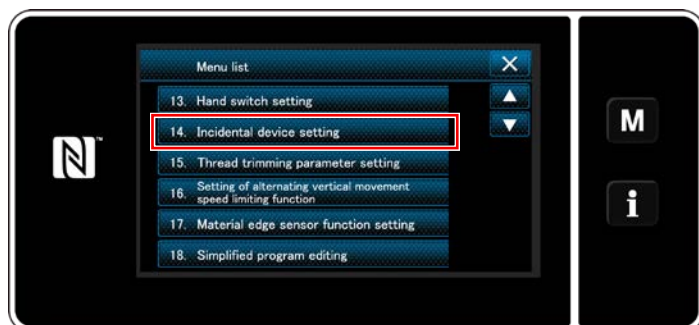 Menu list
13. Hand switch setting
14. Incidental device setting
15. Thread trimming parameter setting
16. Setting of alternating vertical movement
speed limiting function
17. Material edge sensor function setting
18. Simplified program editing
N™
M
i